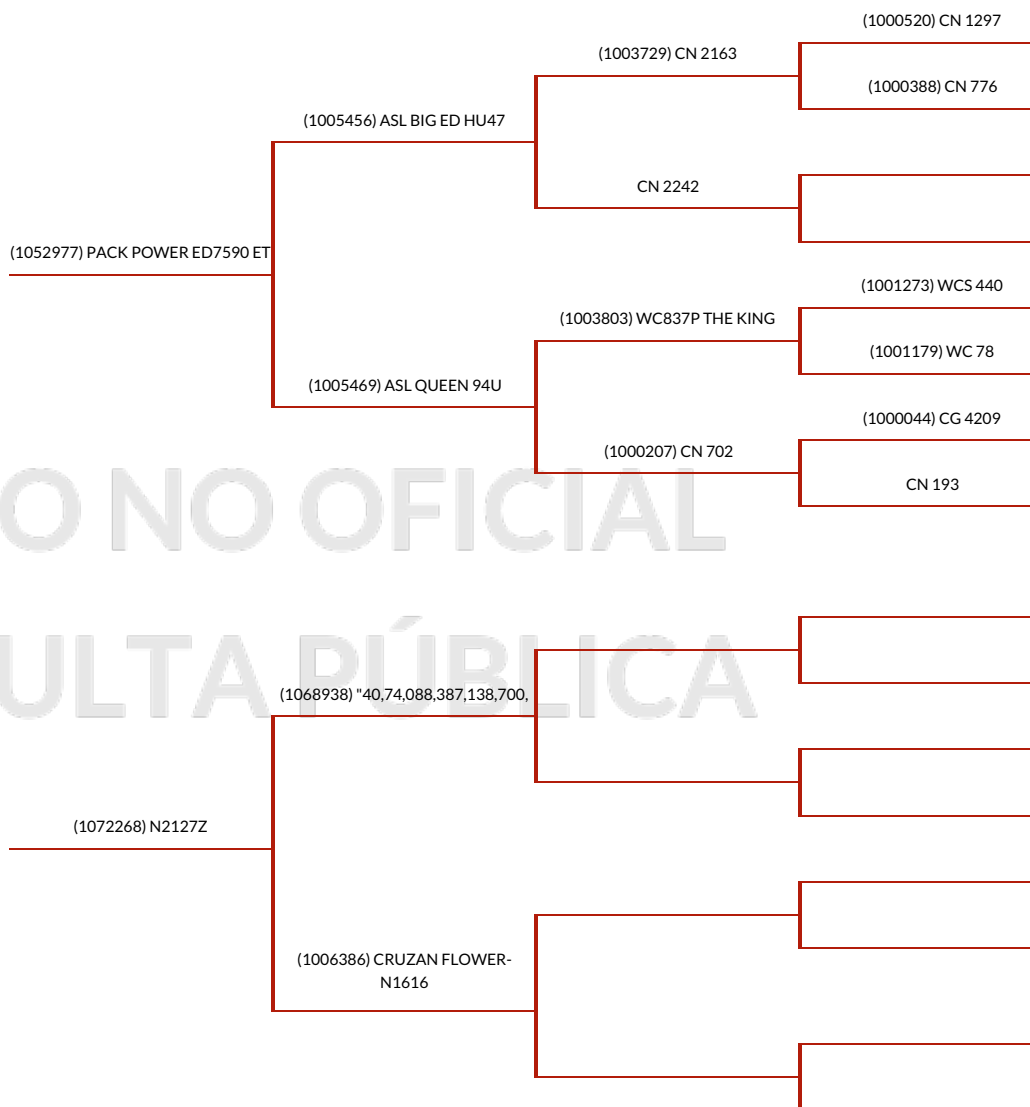 (1000520) CN 1297
(1003729) CN 2163
(1000388) CN 776
(1005456) ASL BIG ED HU47
CN 2242
(1052977) PACK POWER ED7590 ET
(1001273) WCS 440
(1003803) WC837P THE KING
(1001179) WC 78
(1005469) ASL QUEEN 94U
(1000044) CG 4209
(1000207) CN 702
CN 193
O NO OFICIAL
ULTA PÚBLICA
(1068938) "40,74,088,387,138,700,
(1072268) N2127Z
(1006386) CRUZAN FLOWER-
N1616